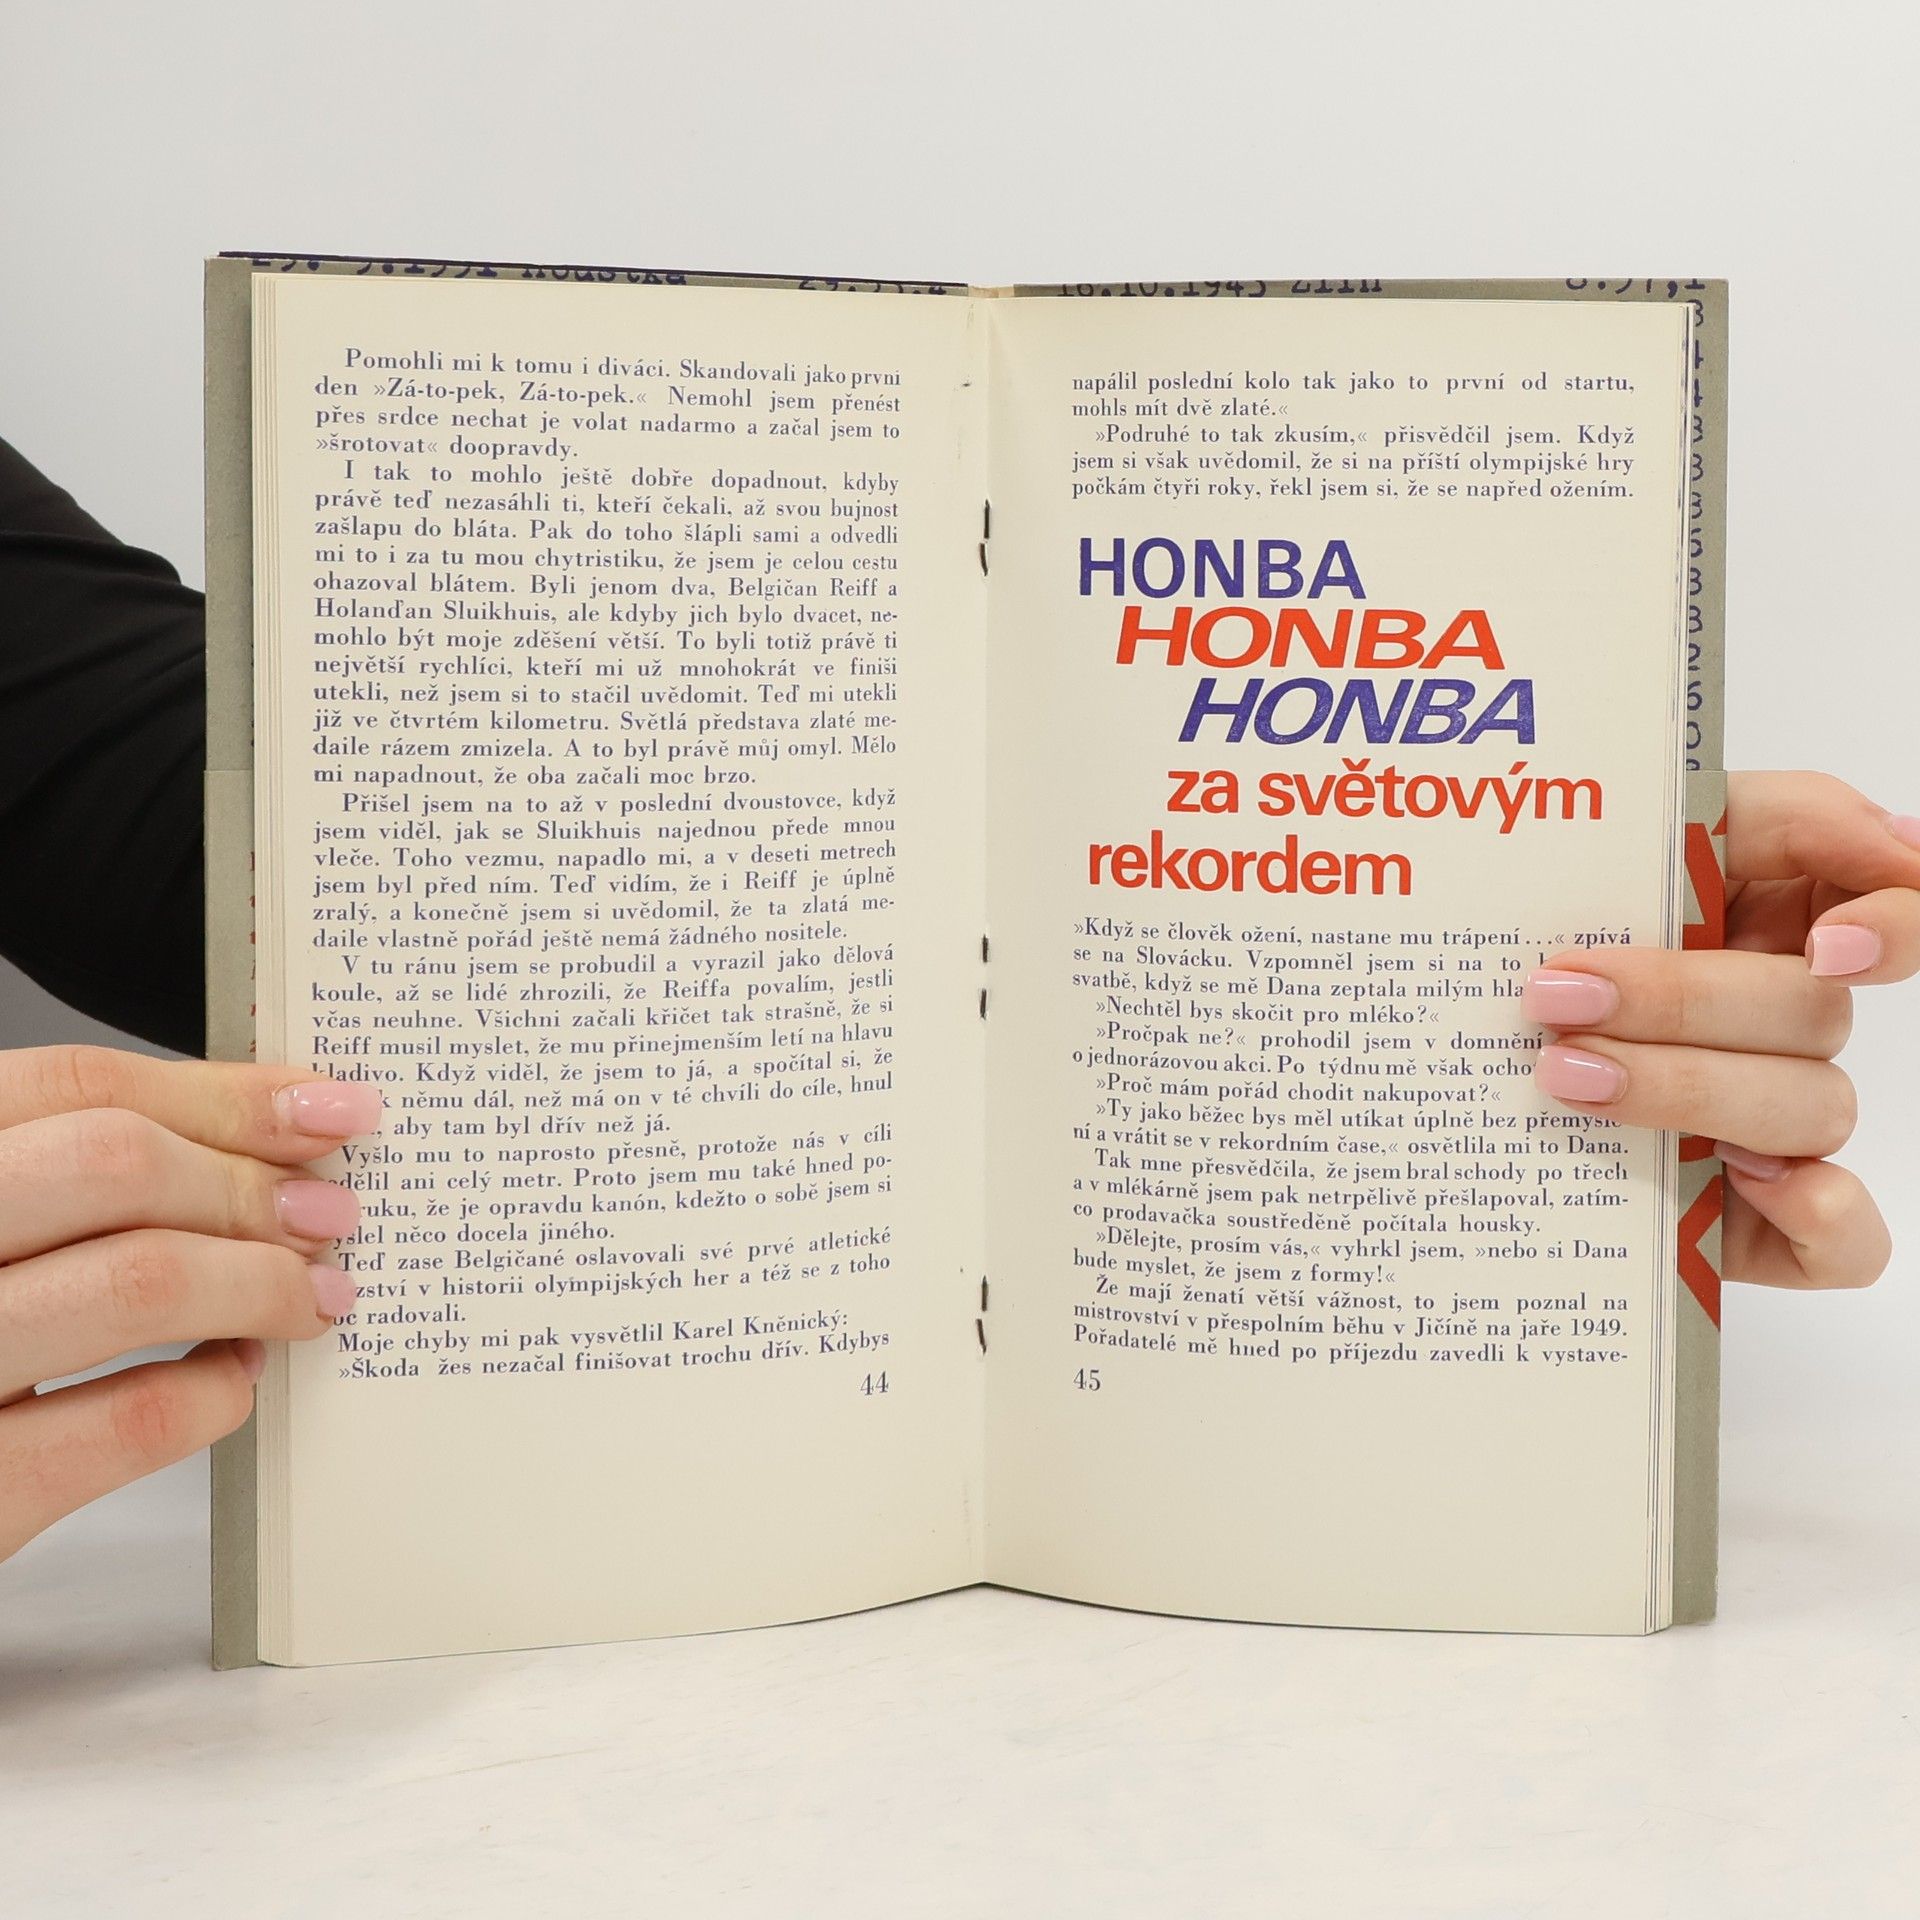 Pomohli mi k tomu i diváci. Skandovali jako první
den »Zá-to-pek, Zá-to-pek.« Nemohl jsem přenést
přes srdce nechat je volat nadarmo a začal jsem to
»šrotovat« doopravdy.
I tak to mohlo ještě dobře dopadnout, kdyby
právě teď nezasáhli ti, kteří čekali, až svou bujnost
zašlapu do bláta. Pak do toho šlápli sami a odvedli
mi to i za tu mou chytristiku, že jsem je celou cestu
ohazoval blátem. Byli jenom dva, Belgičan Reiff a
Holanďan Sluikhuis, ale kdyby jich bylo dvacet, ne-
mohlo být moje zděšení větší. To byli totiž právě ti
největší rychlíci, kteří mi už mnohokrát ve finiši
utekli, než jsem si to stačil uvědomit. Teď mi utekli
již ve čtvrtém kilometru. Světlá představa zlaté me-
daile rázem zmizela. A to byl právě můj omyl. Mělo
mi napadnout, že oba začali moc brzo.
Přišel jsem na to až v poslední dvoustovce, když
jsem viděl, jak se Sluikhuis najednou přede mnou
vleče. Toho vezmu, napadlo mi, a v deseti metrech
jsem byl před ním. Teď vidím, že i Reiff je úplně
zralý, a konečně jsem si uvědomil, že ta zlatá me-
daile vlastně pořád ještě nemá žádného nositele.
V tu ránu jsem se probudil a vyrazil jako dělová
koule, až se lidé zhrozili, že Reiffa povalím, jestli
včas neuhne. Všichni začali křičet tak strašně, že si
Reiff musil myslet, že mu přinejmenším letí na hlavu
kladivo. Když viděl, že jsem to já, a spočítal si, že
k němu dál, než má on v té chvíli do cíle, hnul
, aby tam byl dřív než já.
Vyšlo mu to naprosto přesně, protože nás v cíli
dělil ani celý metr. Proto jsem mu také hned po-
ruku, že je opravdu kanón, kdežto o sobě jsem si
yslel něco docela jiného.
Teď zase Belgičané oslavovali své prvé atletické
zství v historii olympijských her a též se z toho
oc radovali.
Moje chyby mi pak vysvětlil Karel Kněnický:
»Škoda žes nezačal finišovat trochu dřív. Kdybys
44
napálil poslední kolo tak jako to první od startu,
mohls mít dvě zlaté.«
»Podruhé to tak zkusím,« přisvědčil jsem. Když
jsem si však uvědomil, že si na příští olympijské hry
počkám čtyři roky, řekl jsem si, že se napřed ožením.
HONBA
HONBA
HONBA
za světovým
rekordem
»Když se člověk ožení, nastane mu trápení...« zpívá
se na Slovácku. Vzpomněl jsem si na to
svatbě, když se mě Dana zeptala milým hla
»Nechtěl bys skočit pro mléko?«
»Pročpak ne?« prohodil jsem v domnění
o jednorázovou akci. Po týdnu mě však ocho
»Proč mám pořád chodit nakupovat?«
»Ty jako běžec bys měl utíkat úplně bez přemýšle
ní a vrátit se v rekordním čase,« osvětlila mi to Dana.
Tak mne přesvědčila, že jsem bral schody po třech
a v mlékárně jsem pak netrpělivě přešlapoval, zatím-
co prodavačka soustředěně počítala housky.
»Dělejte, prosím vás,« vyhrkl jsem, »nebo si Dana
bude myslet, že jsem z formy!«
Že mají ženatí větší vážnost, to jsem poznal na
mistrovství v přespolním běhu v Jičíně na jaře 1949.
Pořadatelé mě hned po příjezdu zavedli k vystave-
45